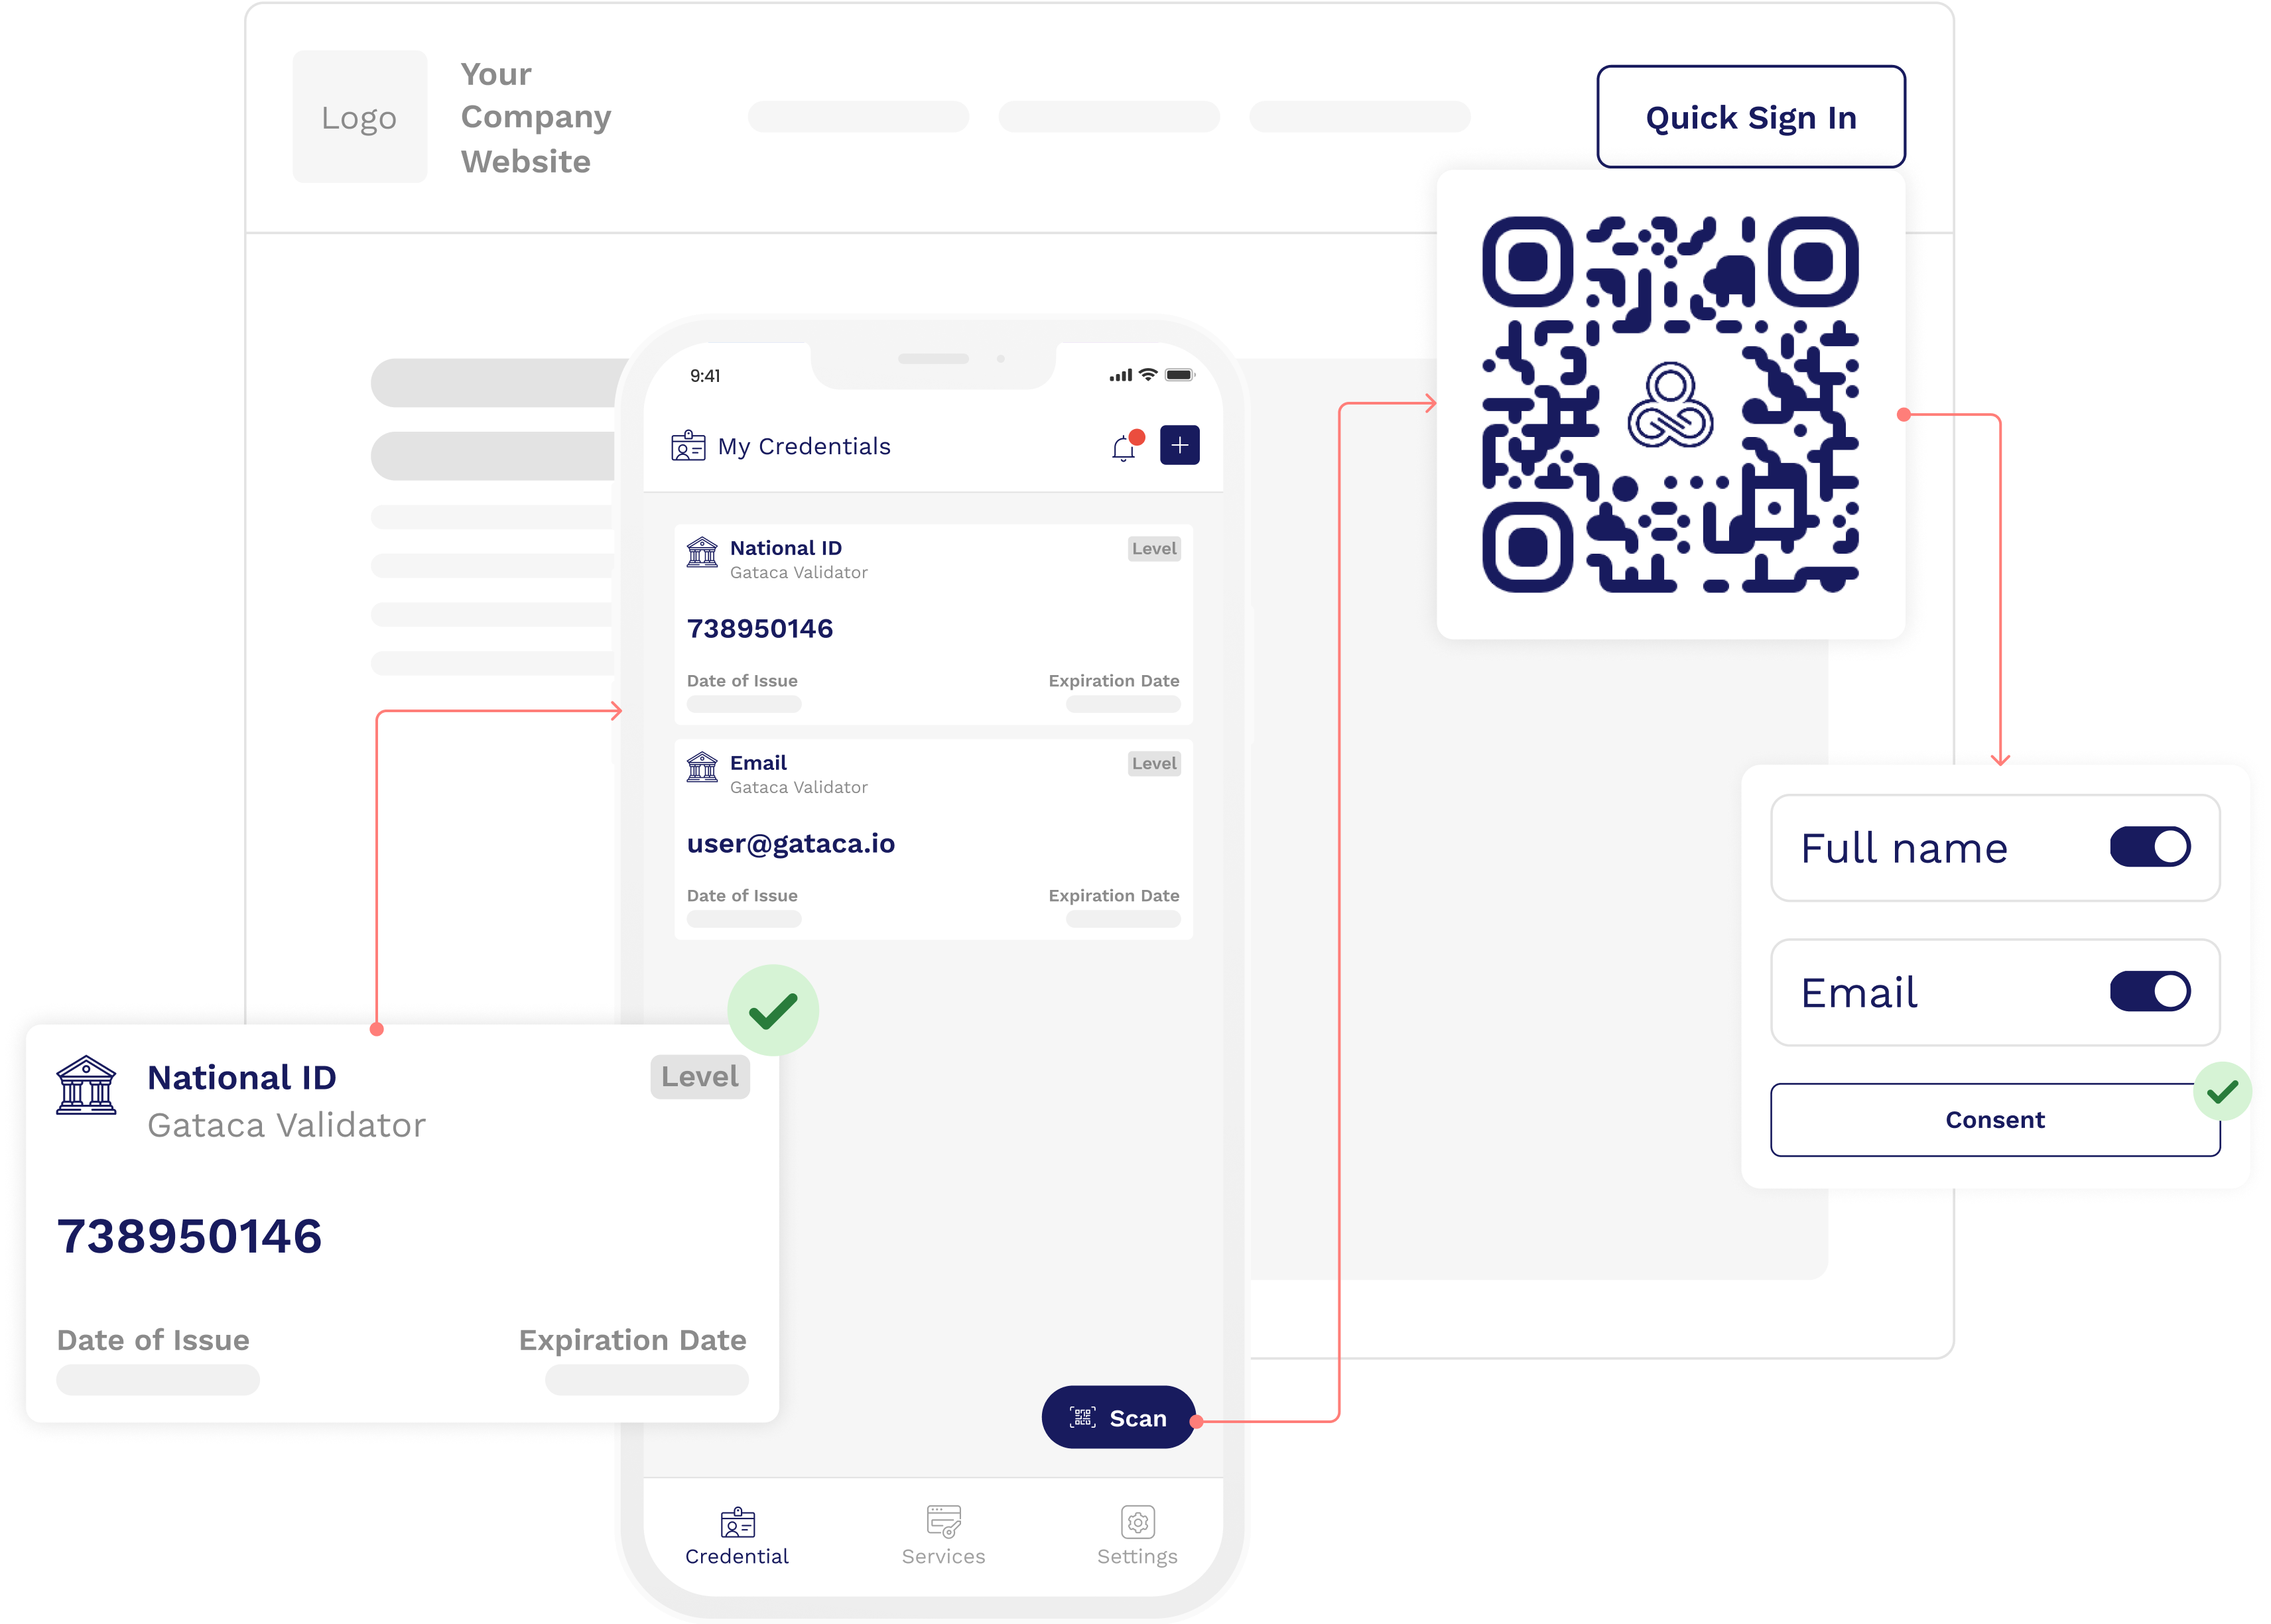 Logo
Your
Company
Website
Quick Sign In
9:41
My Credentials
National ID
Level
Gataca Validator
738950146
Date of Issue
Expiration Date
Email
Level
Gataca Validator
user@gataca.io
Date of Issue
Expiration Date
Scan
Credential
Services
Settings
National ID
Level
Gataca Validator
738950146
Date of Issue
Expiration Date
Full name
Email
Consent